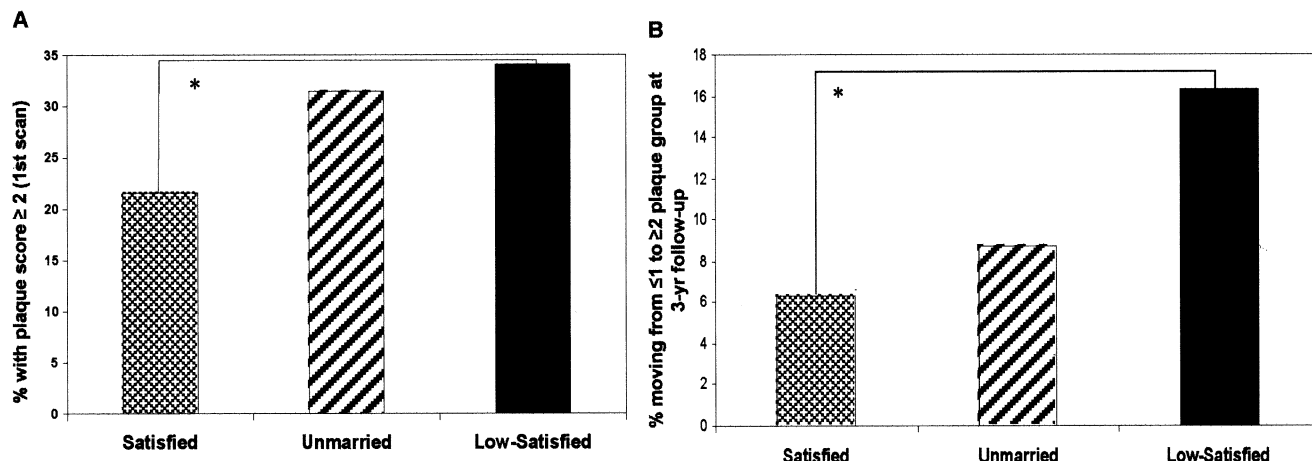 A
% with plaque score ≥ 2 (1st scan)
35
30
25
20
15
10
5
0
*
Satisfied Unmarried Low-Satisfied
B
% moving from ≤1 to ≥2 plaque group at
3-yr follow-up
18
16
14
12
10
8
6
4
2
0
*
Satisfied Unmarried Low-Satisfied